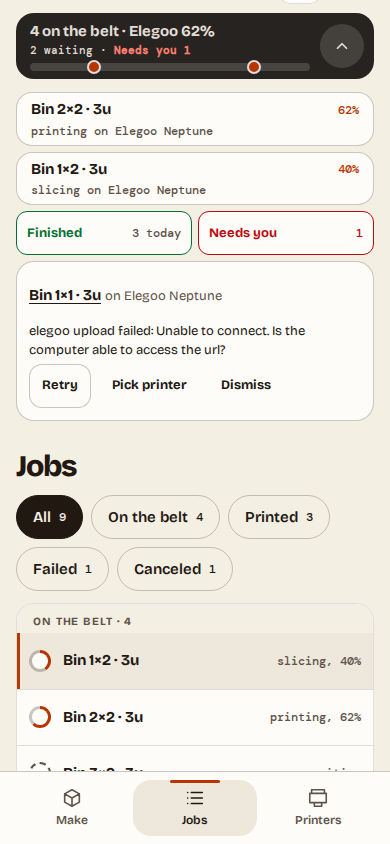 4 on the belt · Elegoo 62%
2 waiting · Needs you 1
Bin 2×2 · 3u 62%
printing on Elegoo Neptune
Bin 1×2 · 3u 40%
slicing on Elegoo Neptune
Finished 3 today Needs you 1
Bin 1×1 · 3u on Elegoo Neptune
elegoo upload failed: Unable to connect. Is the
computer able to access the url?
Retry Pick printer Dismiss
Jobs
All 9 On the belt 4 Printed 3
Failed 1 Canceled 1
ON THE BELT · 4
Bin 1×2 · 3u slicing, 40%
Bin 2×2 · 3u printing, 62%
Make Jobs Printers